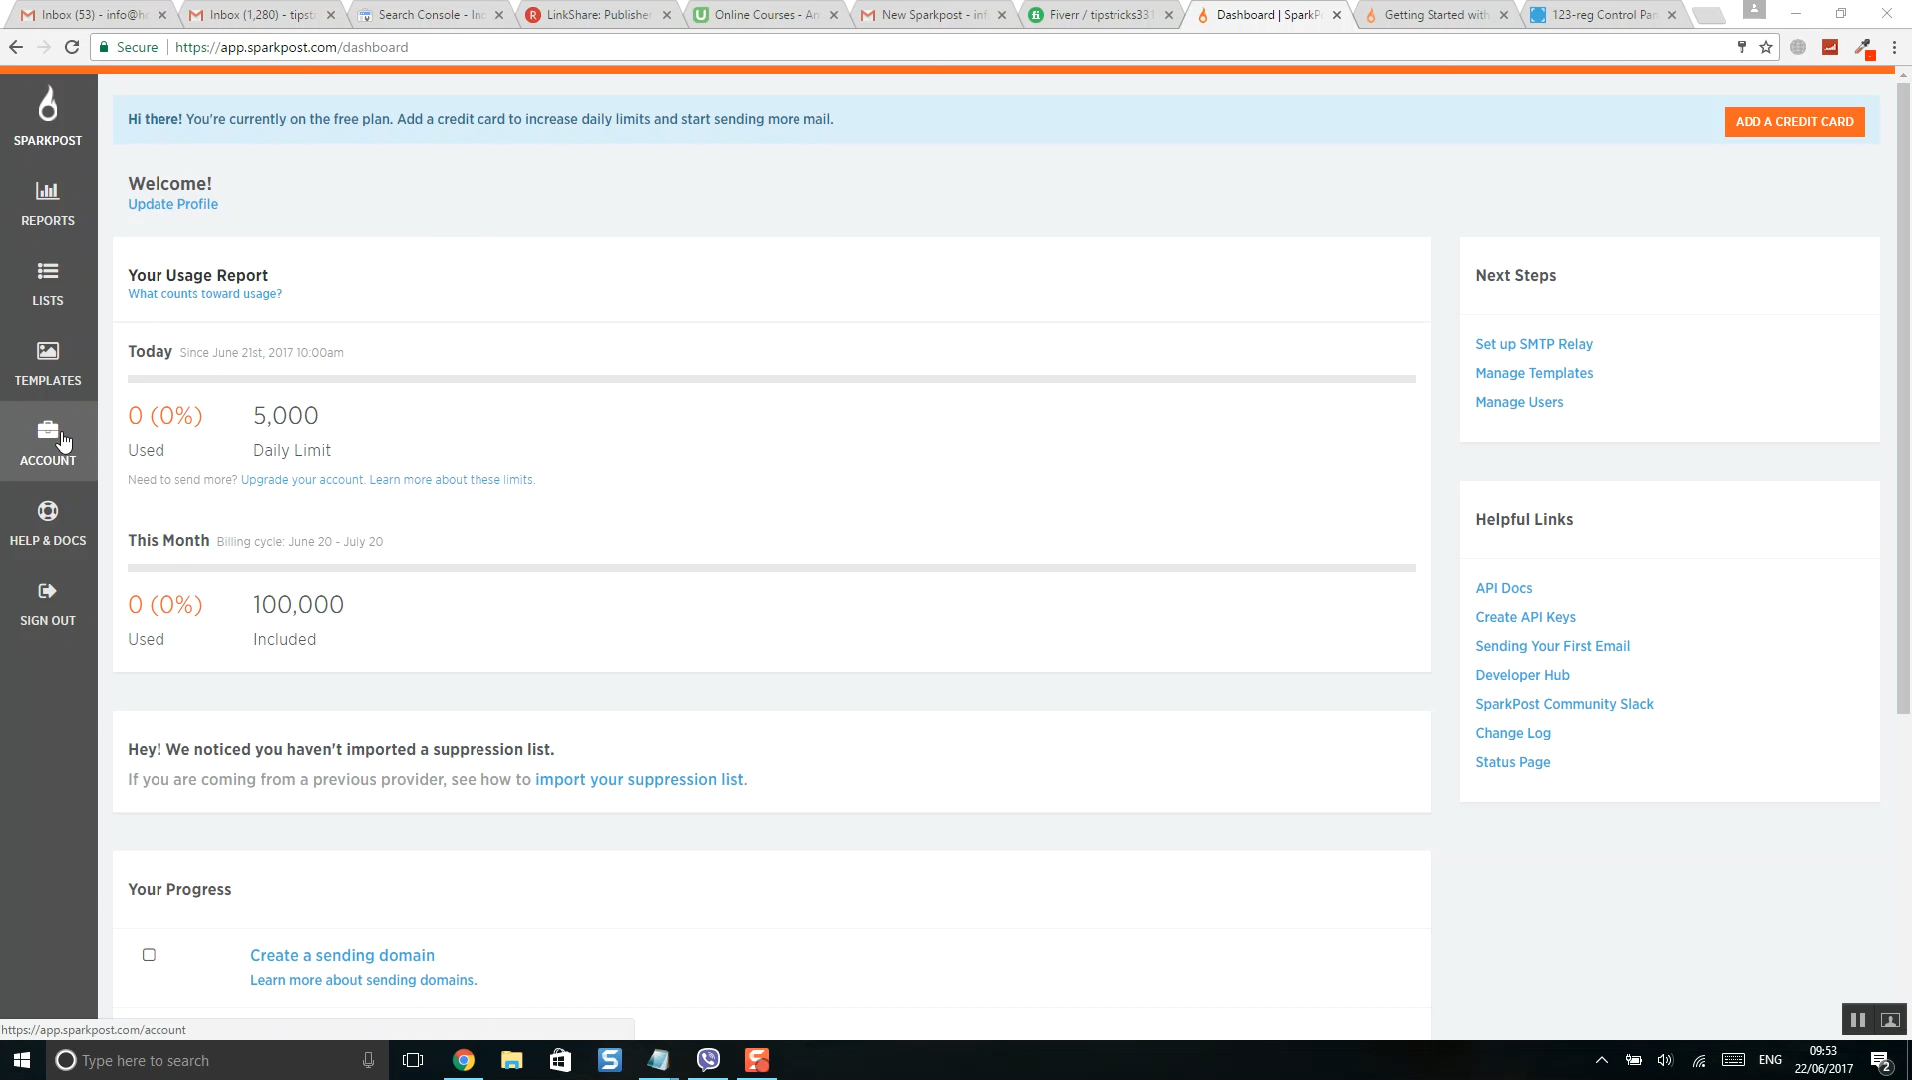 Inbox (53) - info@ho
Inbox (1,280) - tipst
Search Console - In
LinkShare: Publisher
Online Courses - An
New Sparkpost - inf
Fiverr / tipstricks331
Dashboard | SparkP
Getting Started with
123-reg Control Pan
Secure
https://app.sparkpost.com/dashboard
SPARKPOST
REPORTS
LISTS
TEMPLATES
ACCOUNT
HELP & DOCS
SIGN OUT
Hi there! You're currently on the free plan. Add a credit card to increase daily limits and start sending more mail.
ADD A CREDIT CARD
Welcome!
Update Profile
Your Usage Report
What counts toward usage?
Today Since June 21st, 2017 10:00am
0 (0%) 5,000
Used Daily Limit
Need to send more? Upgrade your account. Learn more about these limits.
This Month Billing cycle: June 20 - July 20
0 (0%) 100,000
Used Included
Hey! We noticed you haven't imported a suppression list.
If you are coming from a previous provider, see how to import your suppression list.
Your Progress
Create a sending domain
Learn more about sending domains.
Next Steps
Set up SMTP Relay
Manage Templates
Manage Users
Helpful Links
API Docs
Create API Keys
Sending Your First Email
Developer Hub
SparkPost Community Slack
Change Log
Status Page
https://app.sparkpost.com/account
Type here to search
ENG
09:53
22/06/2017
2